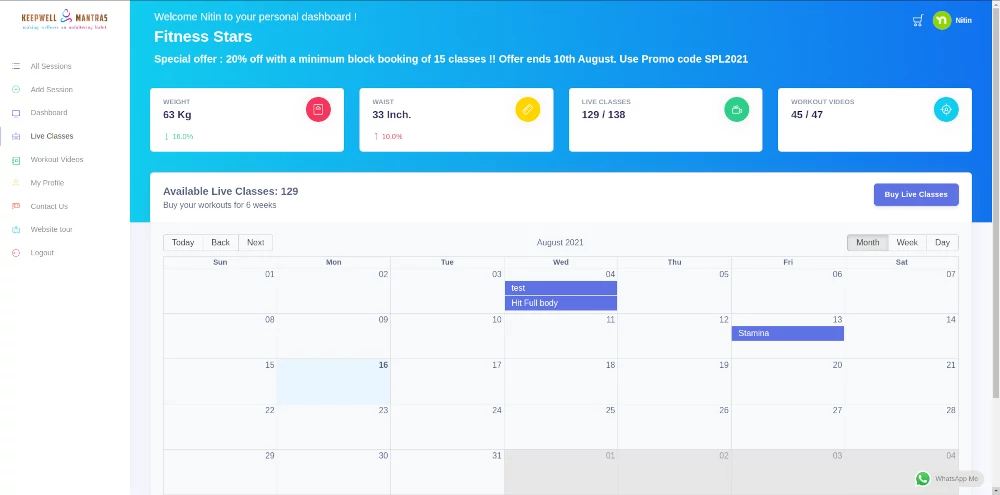 KEEPWELL MANTRAS
All Sessions
Add Session
Dashboard
Live Classes
Workout Videos
My Profile
Contact Us
Website tour
Logout
Welcome Nitin to your personal dashboard !
Nitin
Fitness Stars
Special offer : 20% off with a minimum block booking of 15 classes !! Offer ends 10th August. Use Promo code SPL2021
WEIGHT
63 Kg
↓ 16.0%
WAIST
33 Inch.
↑ 10.0%
LIVE CLASSES
129 / 138
WORKOUT VIDEOS
45 / 47
Available Live Classes: 129
Buy your workouts for 6 weeks
Buy Live Classes
Today Back Next
August 2021
Month Week Day
Sun Mon Tue Wed Thu Fri Sat
01 02 03 04 05 06 07
test
Hit Full body
08 09 10 11 12 13 14
Stamina
15 16 17 18 19 20 21
22 23 24 25 26 27 28
29 30 31 01 02 03 04
WhatsApp Me